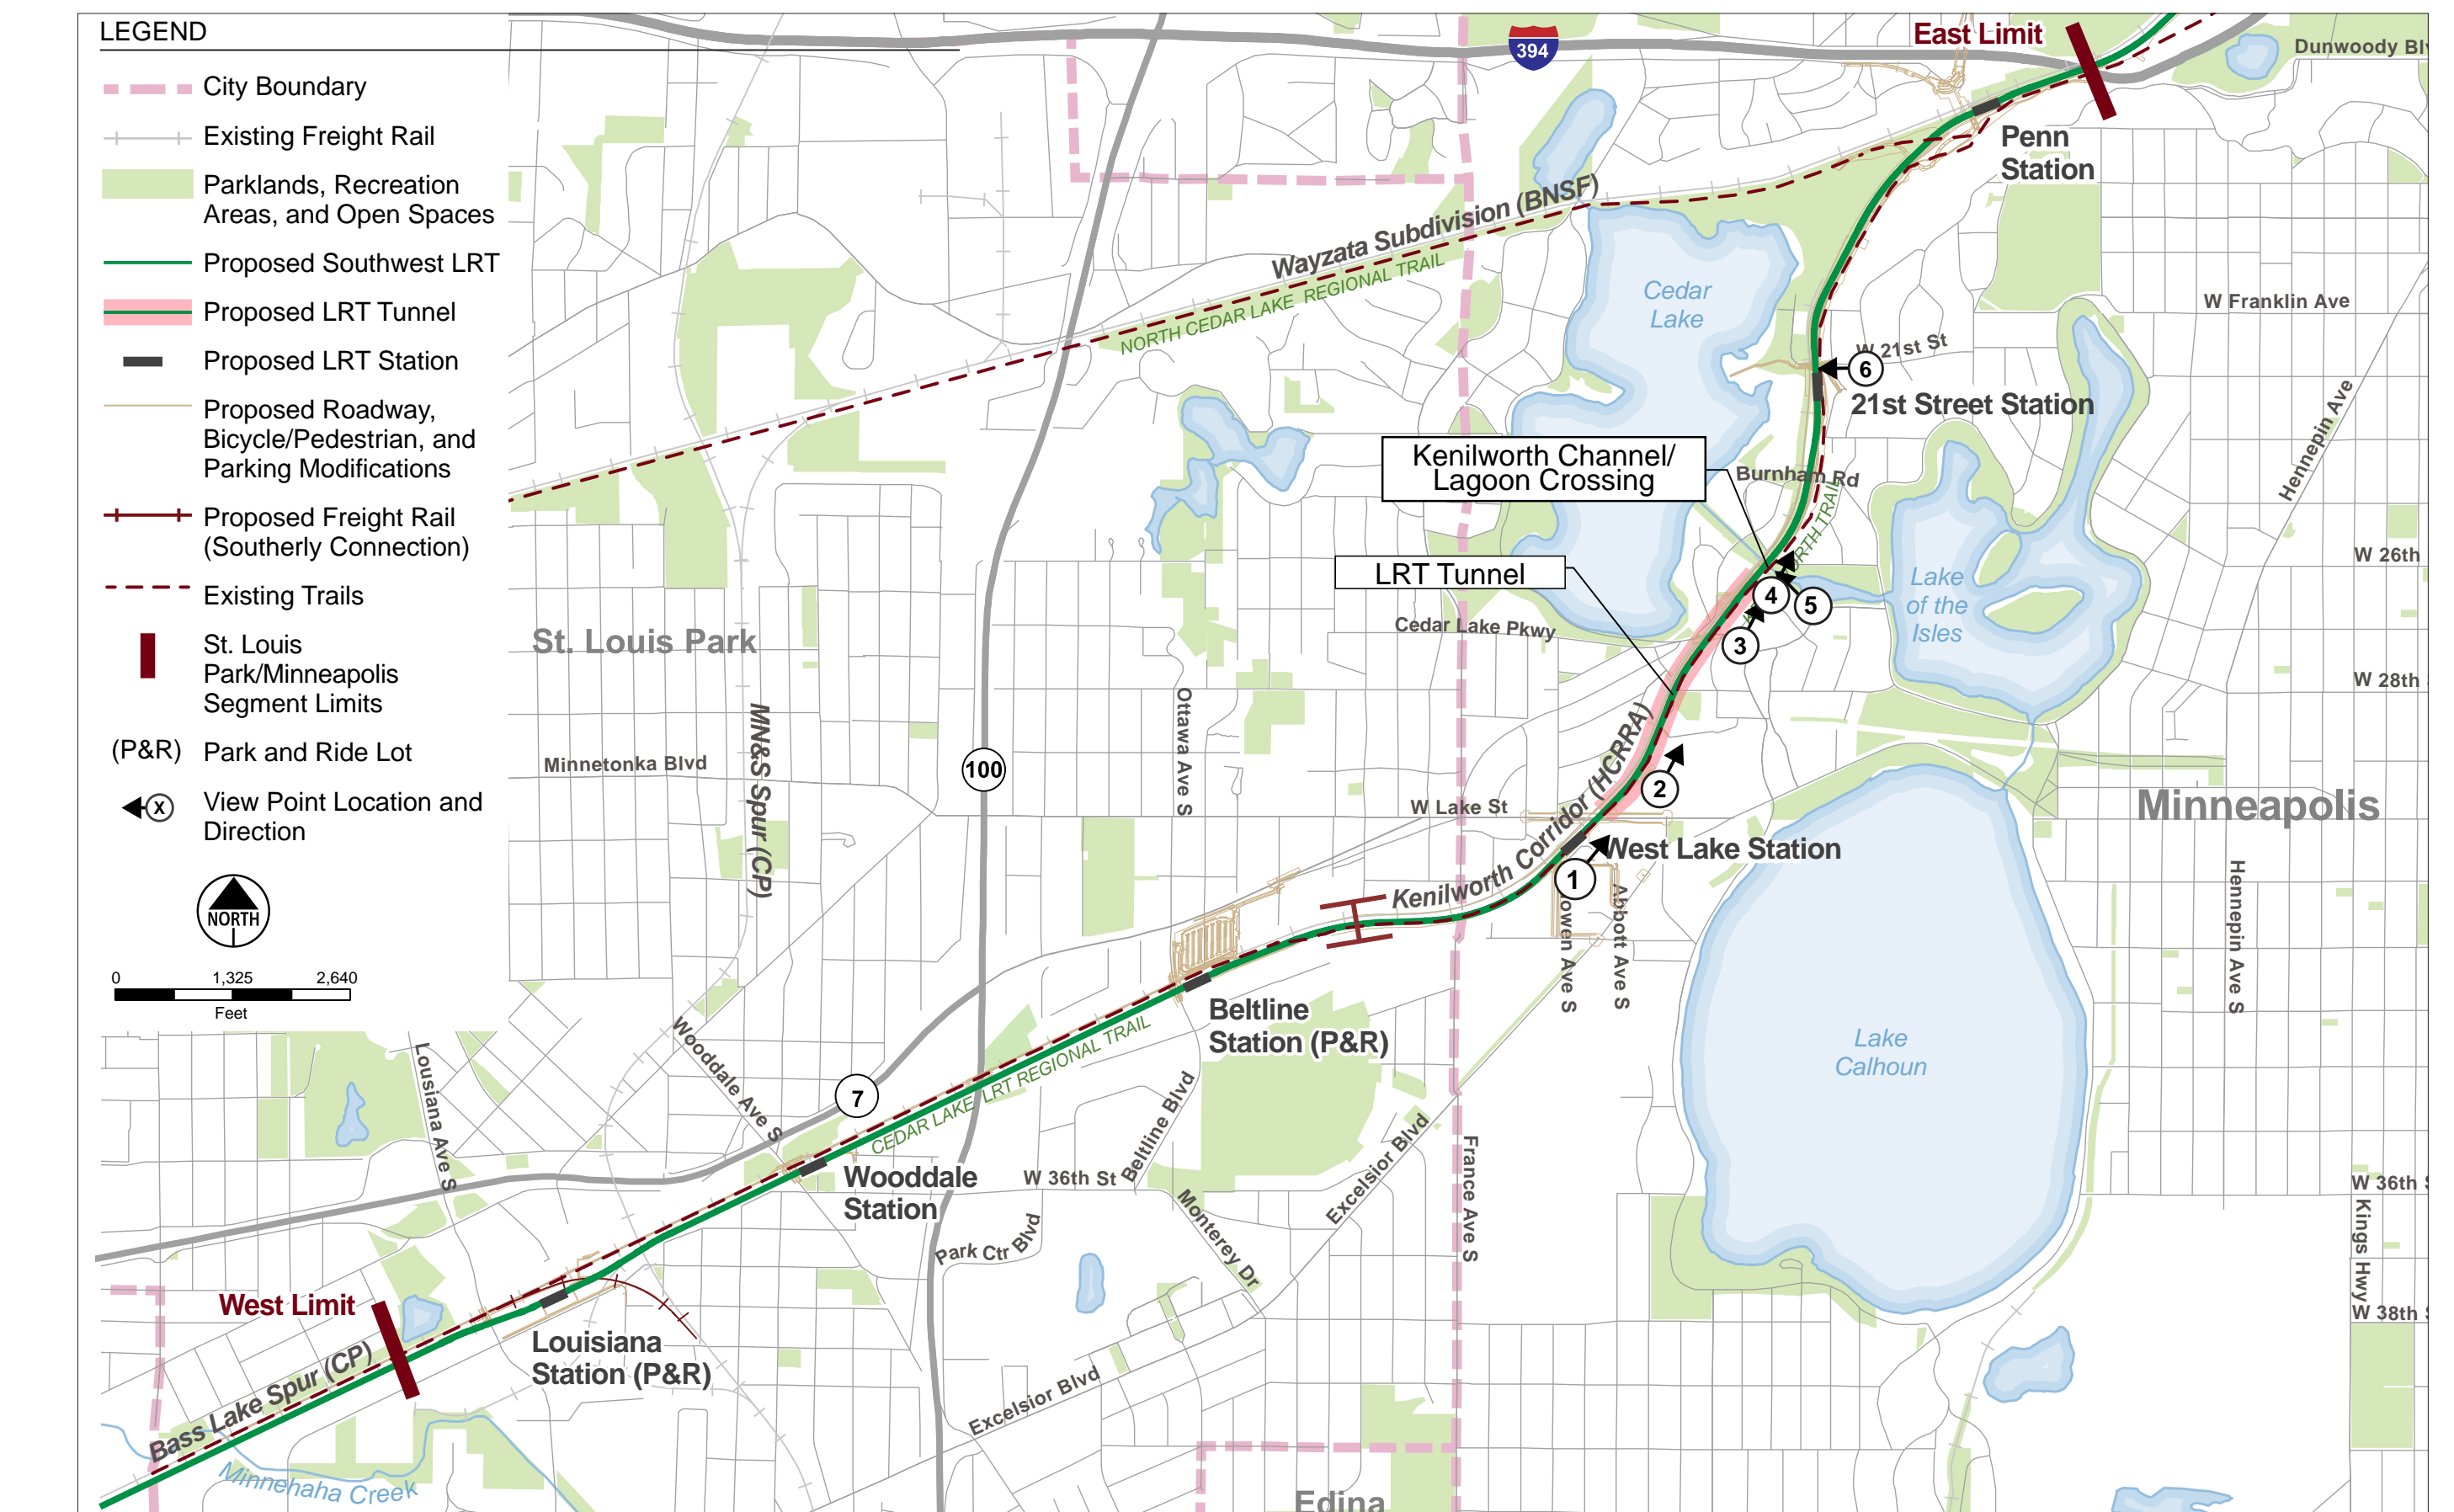 LEGEND
City Boundary
Existing Freight Rail
Parklands, Recreation
Areas, and Open Spaces
Proposed Southwest LRT
Proposed LRT Tunnel
Proposed LRT Station
Proposed Roadway,
Bicycle/Pedestrian, and
Parking Modifications
Proposed Freight Rail
(Southerly Connection)
Existing Trails
St. Louis
Park/Minneapolis
Segment Limits
(P&R) Park and Ride Lot
X View Point Location and
Direction
NORTH
0 1,325 2,640
Feet
East Limit
394
Dunwoody Blv
Penn
Station
Wayzata Subdivision (BNSF)
NORTH CEDAR LAKE REGIONAL TRAIL
Cedar
Lake
W Franklin Ave
W 21st St
6
21st Street Station
Hennepin Ave
Kenilworth Channel/
Lagoon Crossing
Burnham Rd
NORTH TRAIL
LRT Tunnel
W 26th
Lake
of the
Isles
4
5
3
Cedar Lake Pkwy
St. Louis Park
W 28th
MN&S Spur (CP)
Ottawa Ave S
Minnetonka Blvd
100
2
W Lake St
Kenilworth Corridor (HCRRA)
Minneapolis
West Lake Station
1
Abbott Ave S
Hennepin Ave S
Beltline
Station (P&R)
CEDAR LAKE LRT REGIONAL TRAIL
Lake
Calhoun
Wooddale Ave S
Lousiana Ave S
7
Beltline Blvd
Wooddale
Station
W 36th St
Excelsior Blvd
France Ave S
Monterey Dr
Park Ctr Blvd
W 36th S
Kings Hwy
W 38th S
West Limit
Louisiana
Station (P&R)
Bass Lake Spur (CP)
Excelsior Blvd
Minnehaha Creek
Edina